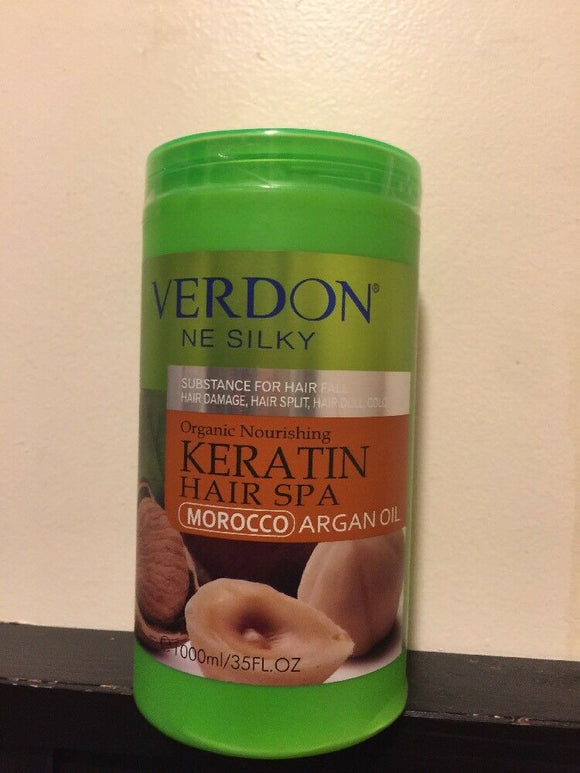 VERDON®
NE SILKY
SUBSTANCE FOR HAIR FALL
HAIR DAMAGE, HAIR SPLIT, HAIR DULL, COLO
Organic Nourishing
KERATIN
HAIR SPA
MOROCCO ARGAN OIL
1000ml/35FL.OZ